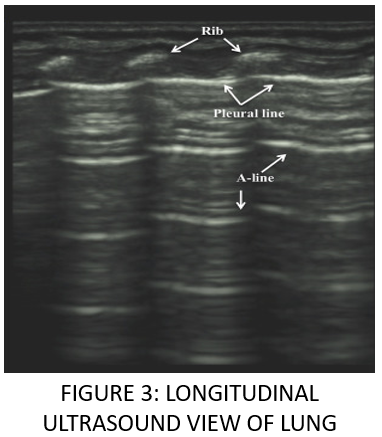 Rib
Pleural line
A-line
FIGURE 3: LONGITUDINAL
ULTRASOUND VIEW OF LUNG